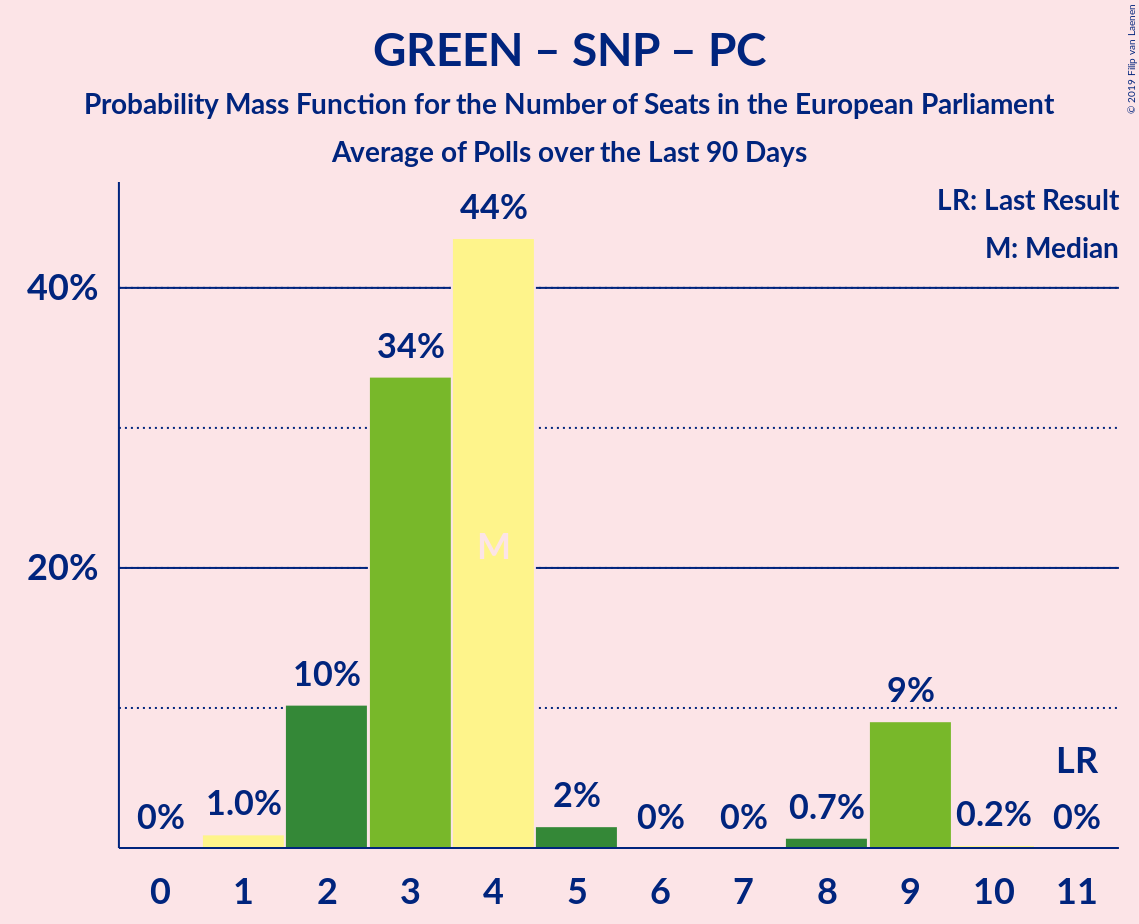 GREEN – SNP – PC
Probability Mass Function for the Number of Seats in the European Parliament
Average of Polls over the Last 90 Days
© 2019 Filip van Laenen
LR: Last Result
M: Median
44%
40%
34%
M
20%
10%
9%
LR
0% 1.0% 2% 0% 0% 0.7% 0.2% 0%
0 1 2 3 4 5 6 7 8 9 10 11